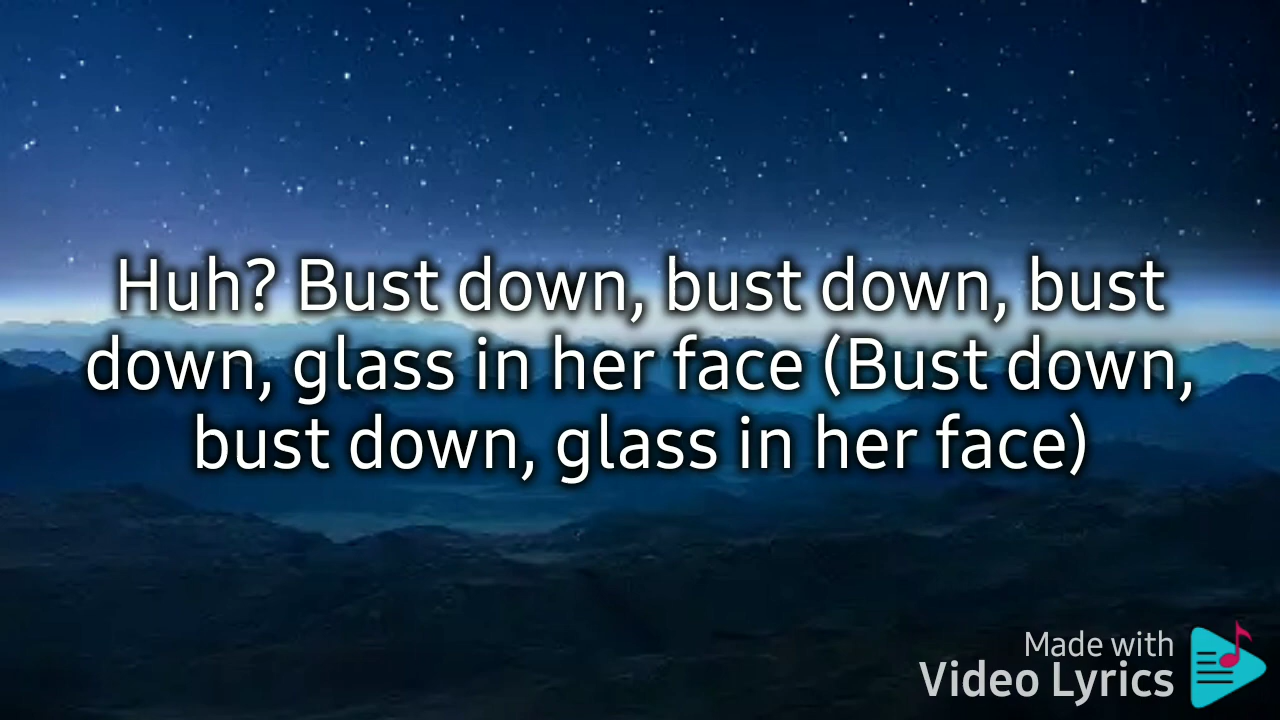 Huh? Bust down, bust down, bust
down, glass in her face (Bust down,
bust down, glass in her face)
Made with
Video Lyrics